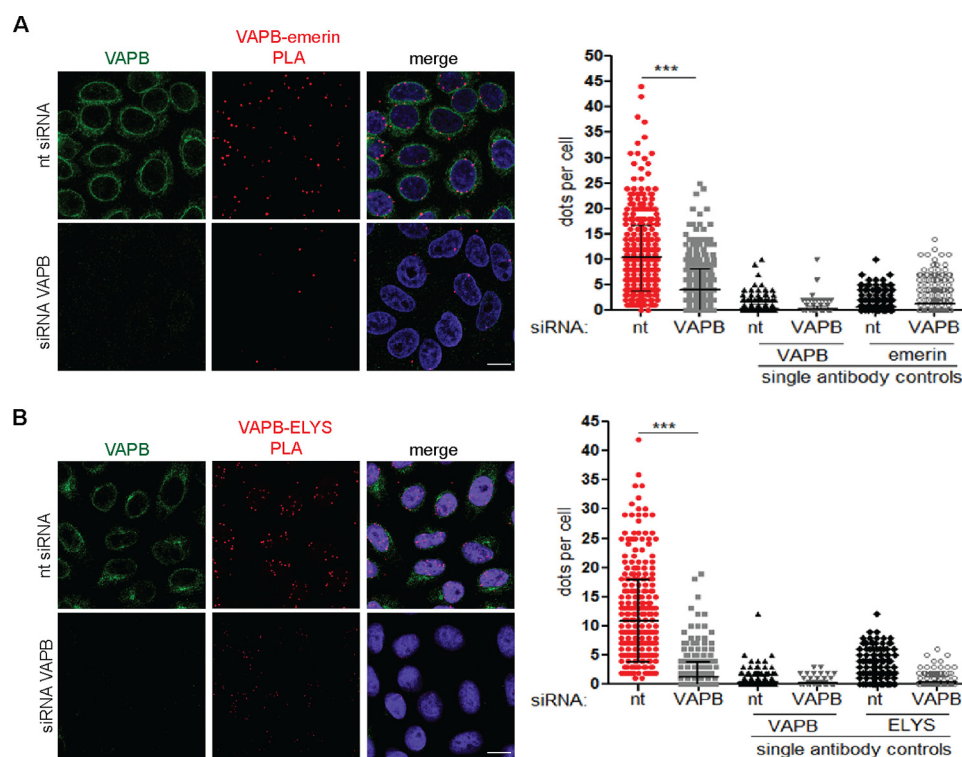 A
VAPB
VAPB-emerin
PLA
merge
nt siRNA
siRNA VAPB
dots per cell
50
45
40
35
30
25
20
15
10
5
0
***
siRNA: nt VAPB nt VAPB nt VAPB
VAPB emerin
single antibody controls
B
VAPB
VAPB-ELYS
PLA
merge
nt siRNA
siRNA VAPB
dots per cell
45
40
35
30
25
20
15
10
5
0
***
siRNA: nt VAPB nt VAPB nt VAPB
VAPB ELYS
single antibody controls